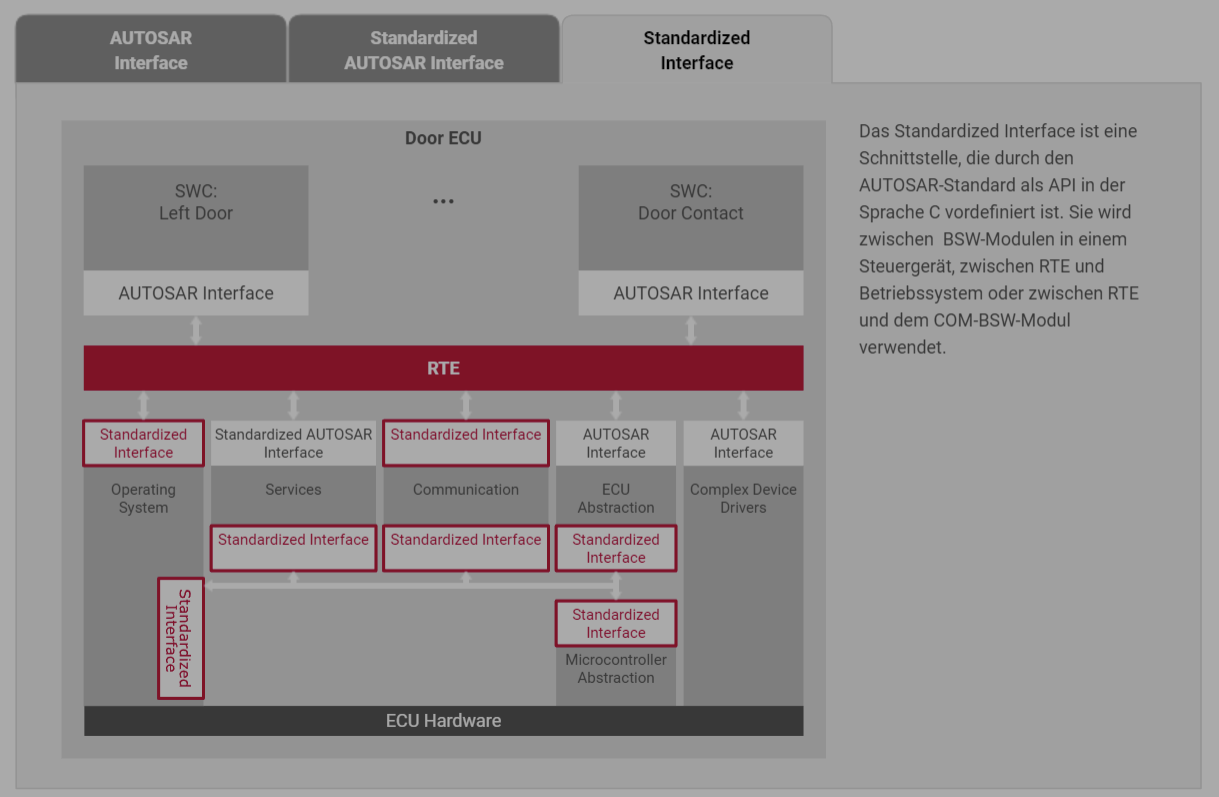 AUTOSAR
Interface
Standardized
AUTOSAR Interface
Standardized
Interface
Door ECU
SWC:
Left Door
...
SWC:
Door Contact
AUTOSAR Interface
AUTOSAR Interface
RTE
Standardized
Interface
Standardized AUTOSAR
Interface
Standardized Interface
AUTOSAR
Interface
AUTOSAR
Interface
Operating
System
Services
Communication
ECU
Abstraction
Complex Device
Drivers
Standardized Interface
Standardized Interface
Standardized
Interface
Standardized
Interface
Standardized
Interface
Microcontroller
Abstraction
ECU Hardware
Das Standardized Interface ist eine
Schnittstelle, die durch den
AUTOSAR-Standard als API in der
Sprache C vordefiniert ist. Sie wird
zwischen  BSW-Modulen in einem
Steuergerät, zwischen RTE und
Betriebssystem oder zwischen RTE
und dem COM-BSW-Modul
verwendet.